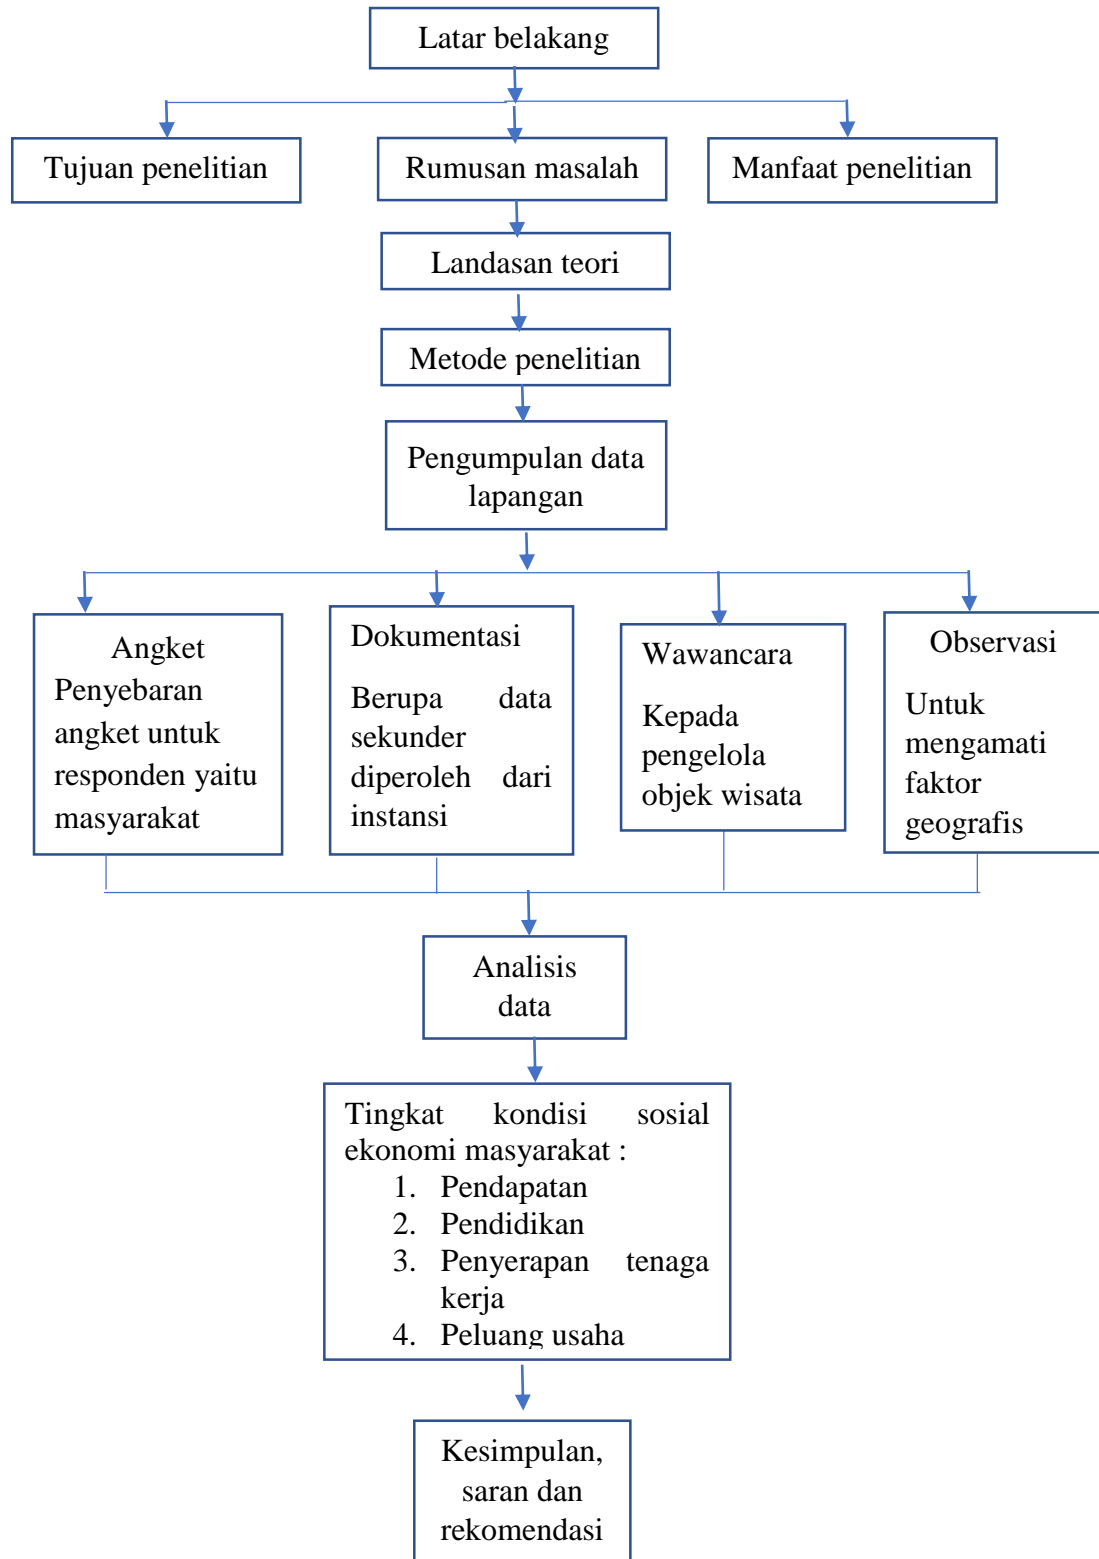 Latar belakang
Tujuan penelitian
Rumusan masalah
Manfaat penelitian
Landasan teori
Metode penelitian
Pengumpulan data
lapangan
Angket
Penyebaran
angket untuk
responden yaitu
masyarakat
Dokumentasi
Berupa data
sekunder
diperoleh dari
instansi
Wawancara
Kepada
pengelola
objek wisata
Observasi
Untuk
mengamati
faktor
geografis
Analisis
data
Tingkat kondisi sosial
ekonomi masyarakat :
1. Pendapatan
2. Pendidikan
3. Penyerapan tenaga
kerja
4. Peluang usaha
Kesimpulan,
saran dan
rekomendasi